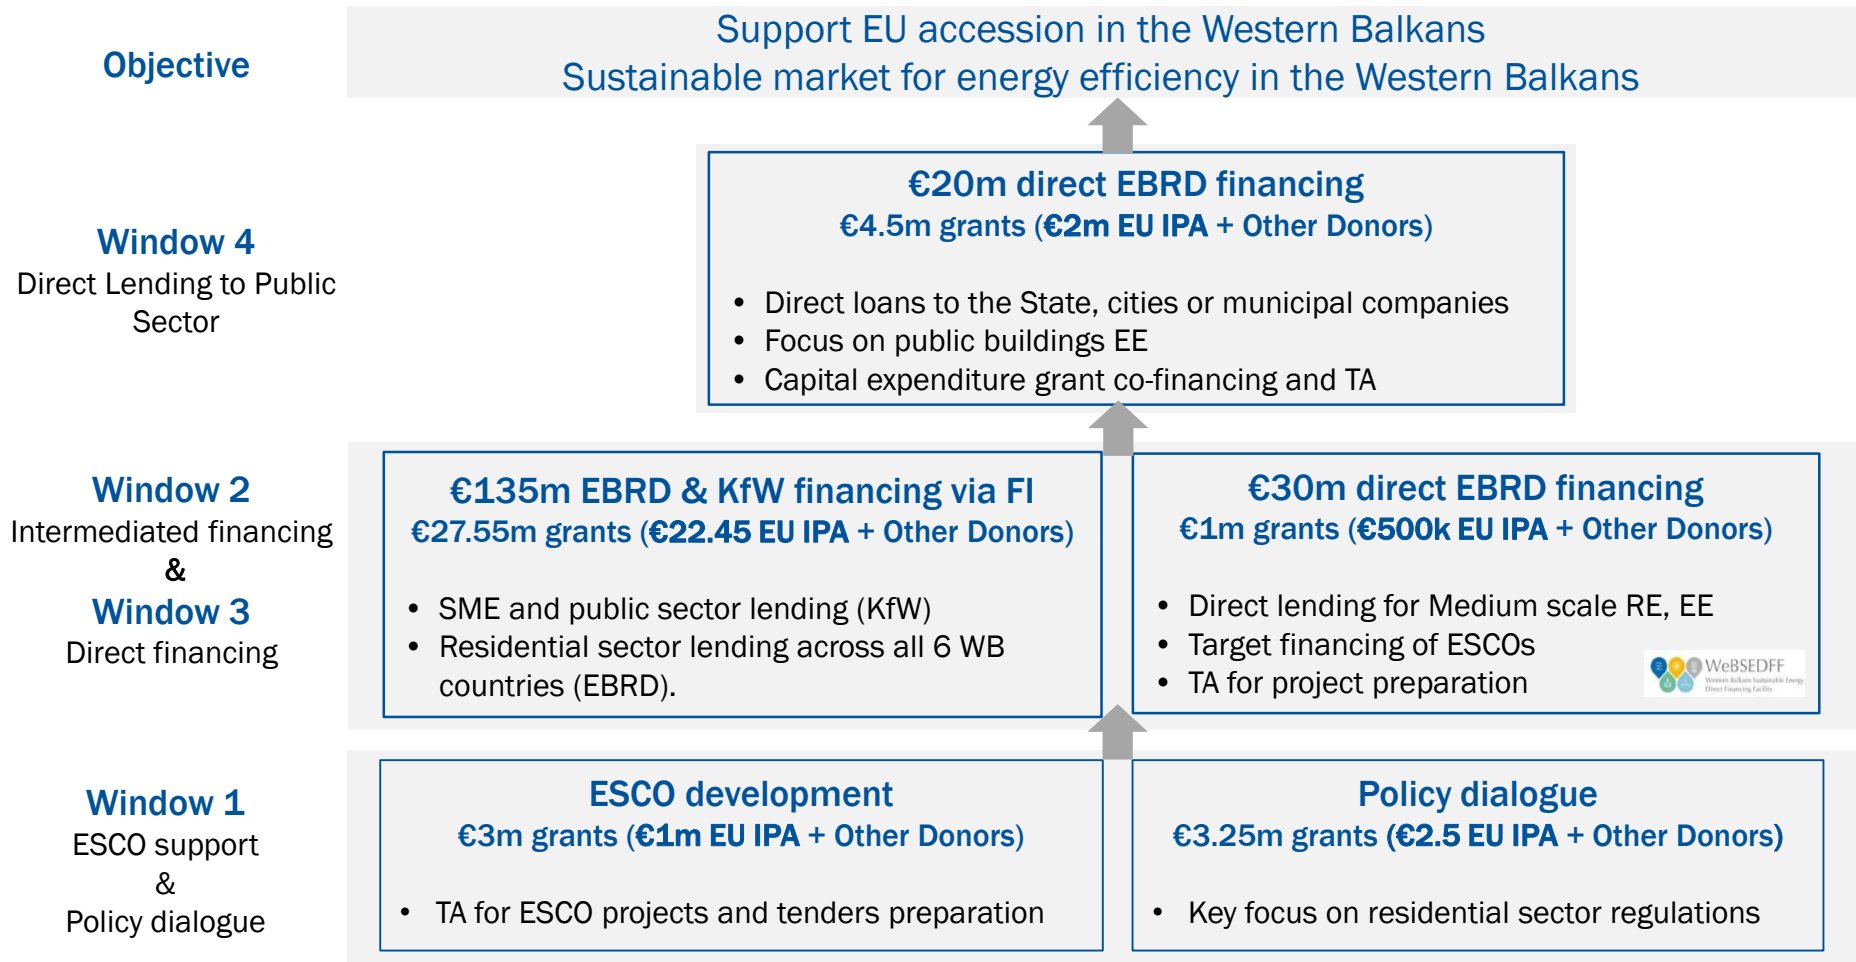 Objective
Support EU accession in the Western Balkans
Sustainable market for energy efficiency in the Western Balkans
Window 4
Direct Lending to Public
Sector
€20m direct EBRD financing
€4.5m grants (€2m EU IPA + Other Donors)
• Direct loans to the State, cities or municipal companies
• Focus on public buildings EE
• Capital expenditure grant co-financing and TA
Window 2
Intermediated financing
&
Window 3
Direct financing
€135m EBRD & KfW financing via FI
€27.55m grants (€22.45 EU IPA + Other Donors)
• SME and public sector lending (KfW)
• Residential sector lending across all 6 WB
countries (EBRD).
€30m direct EBRD financing
€1m grants (€500k EU IPA + Other Donors)
• Direct lending for Medium scale RE, EE
• Target financing of ESCOs
• TA for project preparation
WeBSEDFF
Western Balkans Sustainable Energy
Direct Financing Facility
Window 1
ESCO support
&
Policy dialogue
ESCO development
€3m grants (€1m EU IPA + Other Donors)
• TA for ESCO projects and tenders preparation
Policy dialogue
€3.25m grants (€2.5 EU IPA + Other Donors)
• Key focus on residential sector regulations